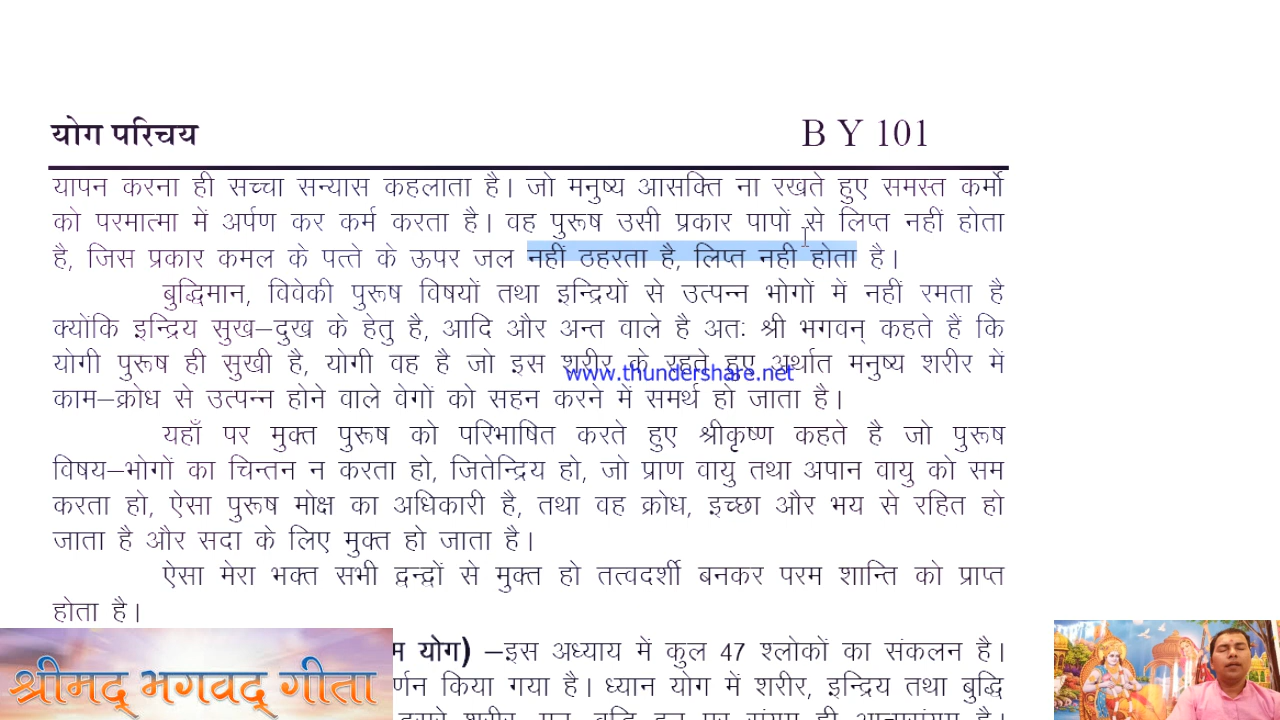 योग परिचय B Y 101
यापन करना ही सच्चा सन्यास कहलाता है। जो मनुष्य आसक्ति ना रखते हुए समस्त कर्मो
को परमात्मा में अर्पण कर कर्म करता है। वह पुरूष उसी प्रकार पापों से लिप्त नहीं होता
है, जिस प्रकार कमल के पत्ते के ऊपर जल नहीं ठहरता है, लिप्त नही होता है।
बुद्धिमान, विवेकी पुरूष विषयों तथा इन्द्रियों से उत्पन्न भोगों में नहीं रमता है
क्योंकि इन्द्रिय सुख–दुख के हेतु है, आदि और अन्त वाले है अतः श्री भगवन् कहते हैं कि
योगी पुरूष ही सुखी है, योगी वह है जो इस शरीर के रहते हुए अर्थात मनुष्य शरीर में
www.thundershare.net
काम–क्रोध से उत्पन्न होने वाले वेगों को सहन करने में समर्थ हो जाता है।
यहाँ पर मुक्त पुरूष को परिभाषित करते हुए श्रीकृष्ण कहते है जो पुरूष
विषय–भोगों का चिन्तन न करता हो, जितेन्द्रिय हो, जो प्राण वायु तथा अपान वायु को सम
करता हो, ऐसा पुरूष मोक्ष का अधिकारी है, तथा वह क्रोध, इच्छा और भय से रहित हो
जाता है और सदा के लिए मुक्त हो जाता है।
ऐसा मेरा भक्त सभी द्वन्द्वों से मुक्त हो तत्वदर्शी बनकर परम शान्ति को प्राप्त
होता है।
योग) –इस अध्याय में कुल 47 श्लोकों का संकलन है।
किया गया है। ध्यान योग में शरीर, इन्द्रिय तथा बुद्धि
श्रीमद् भगवद् गीता